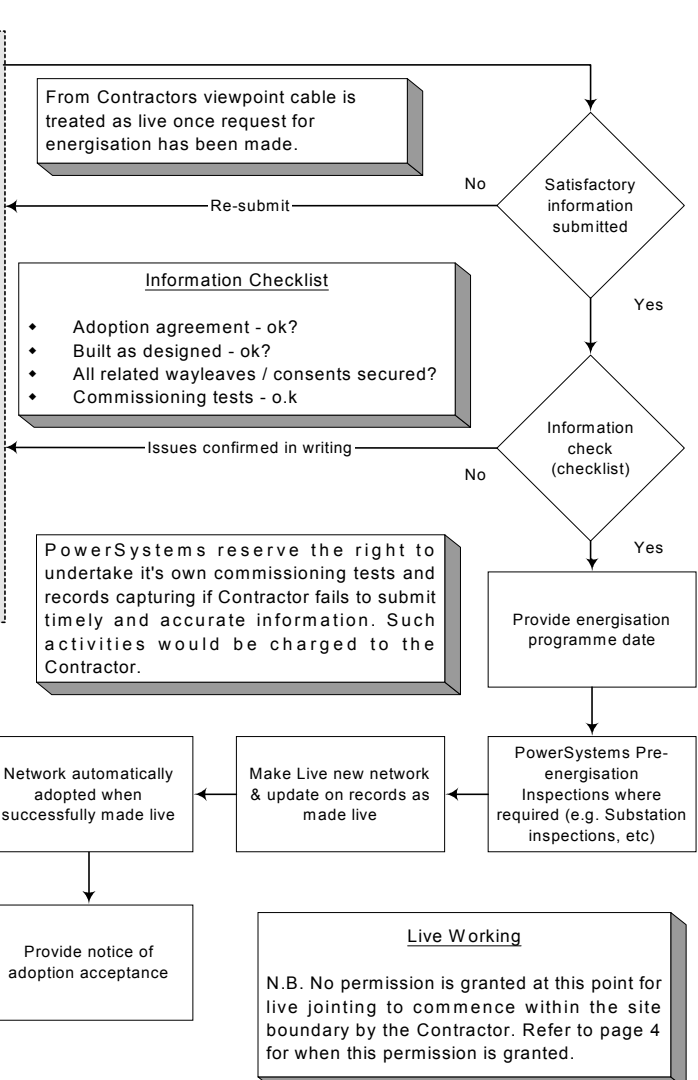 From Contractors viewpoint cable is
treated as live once request for
energisation has been made.
Satisfactory
information
submitted
No
Re-submit
Yes
Information Checklist
Adoption agreement - ok?
Built as designed - ok?
All related wayleaves / consents secured?
Commissioning tests - o.k
Information
check
(checklist)
Issues confirmed in writing
No
Yes
PowerSystems reserve the right to
undertake it's own commissioning tests and
records capturing if Contractor fails to submit
timely and accurate information. Such
activities would be charged to the
Contractor.
Provide energisation
programme date
PowerSystems Pre-
energisation
Inspections where
required (e.g. Substation
inspections, etc)
Make Live new network
& update on records as
made live
Network automatically
adopted when
successfully made live
Provide notice of
adoption acceptance
Live Working
N.B. No permission is granted at this point for
live jointing to commence within the site
boundary by the Contractor. Refer to page 4
for when this permission is granted.